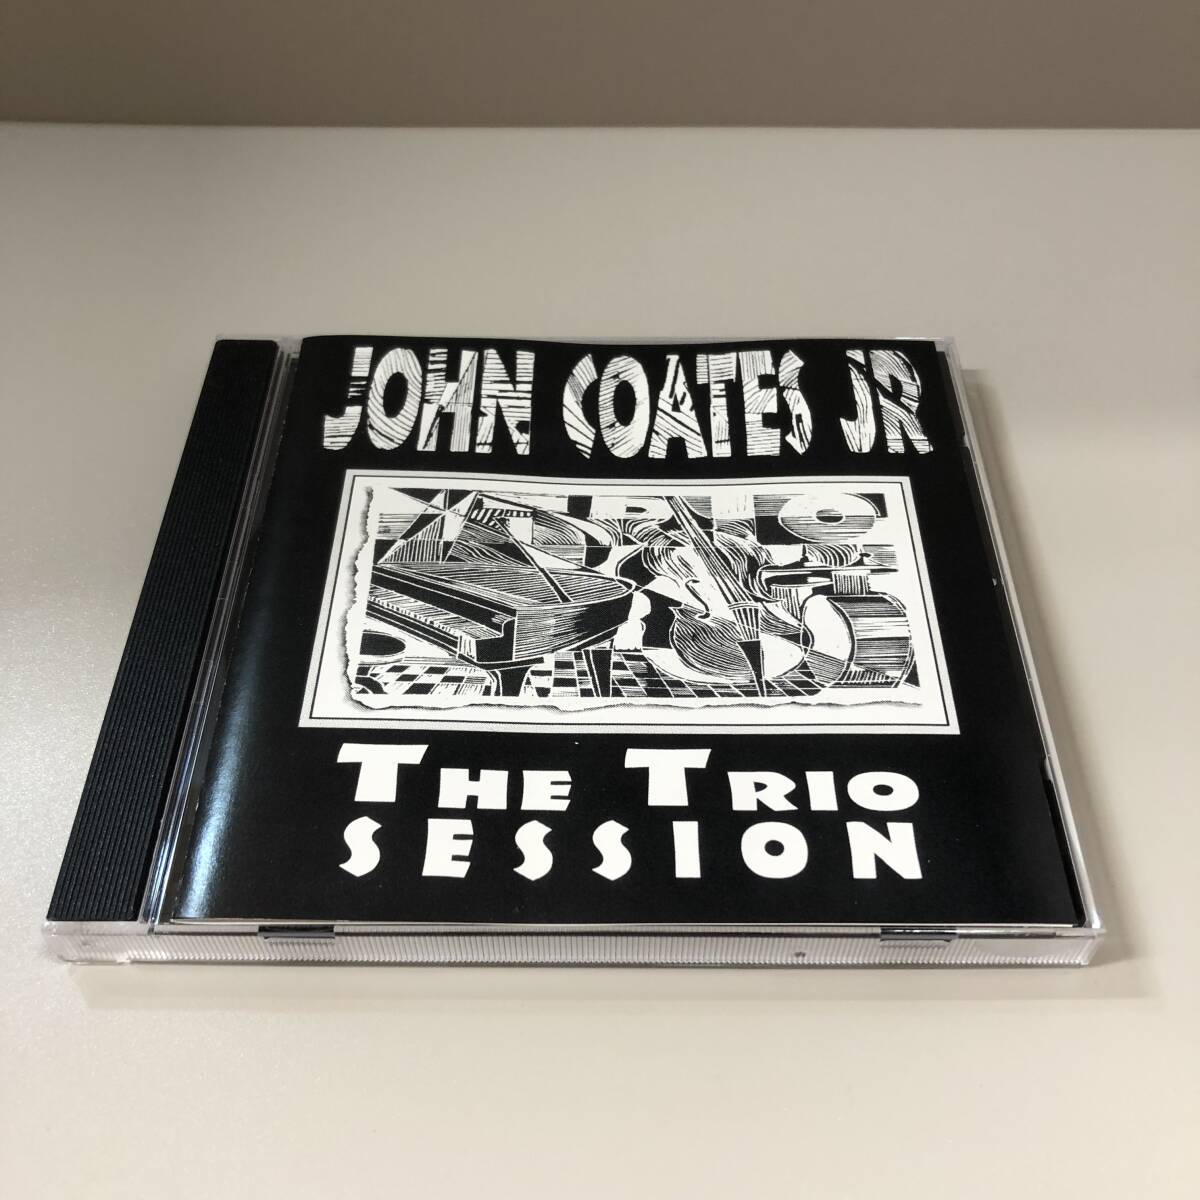 JOHN COATES JR
TRIO
THE TRIO
SESSION